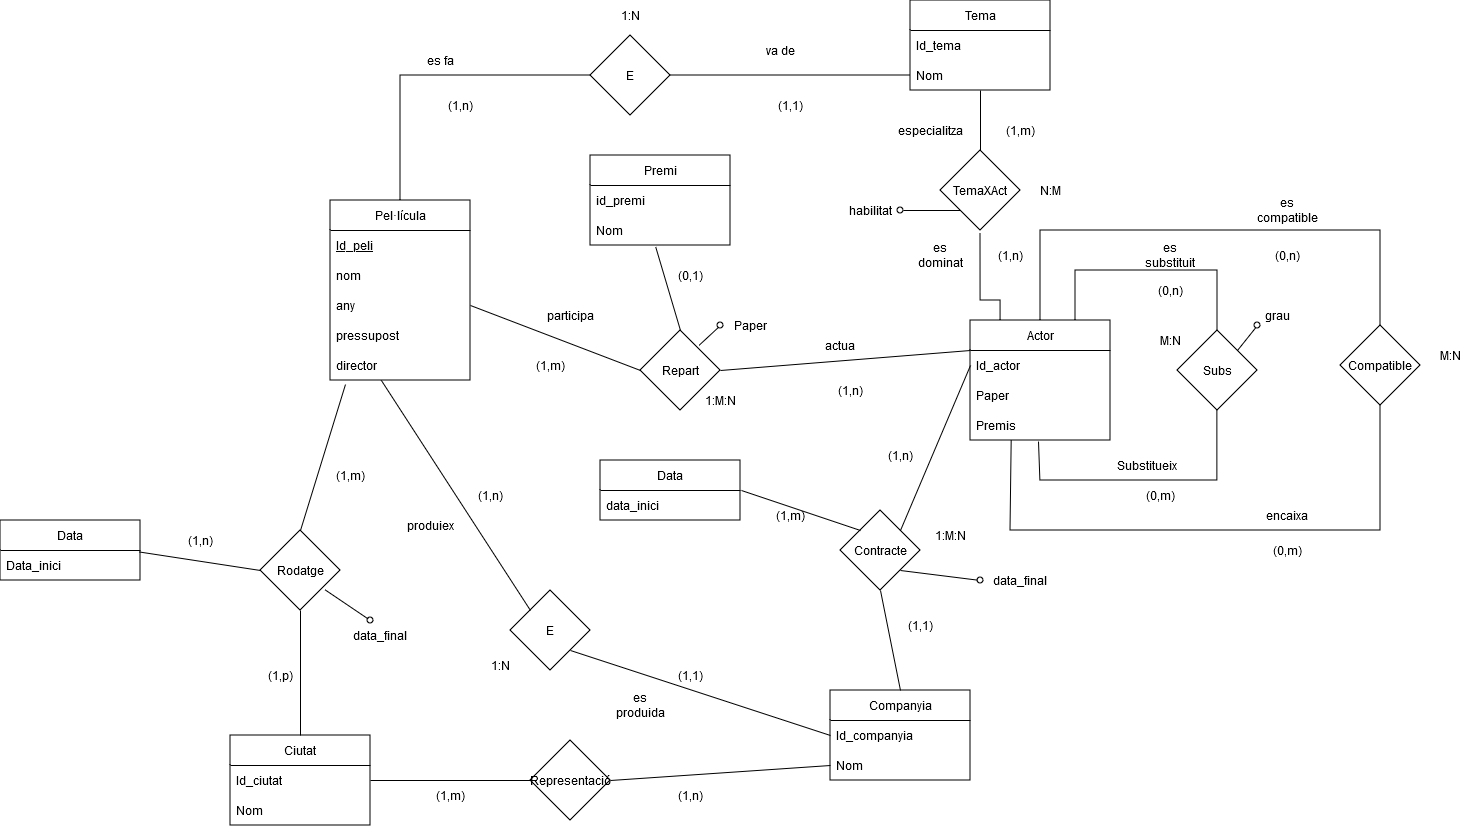 1:N
Tema
Id_tema
Nom
es fa
E
va de
(1,n)
(1,1)
especialitza
(1,m)
Premi
id_premi
Nom
TemaXAct
N:M
habilitat
Pel·lícula
Id_peli
nom
any
pressupost
director
es
compatible
es
dominat
(1,n)
es
substituit
(0,n)
(0,1)
(0,n)
participa
Paper
actua
(1,m)
Repart
(1,n)
1:M:N
Actor
Id_actor
Paper
Premis
grau
M:N
Subs
Compatible
M:N
Substitueix
(0,m)
encaixa
(0,m)
(1,m)
(1,n)
produiex
Data
data_inici
(1,m)
(1,n)
1:M:N
Contracte
data_final
(1,1)
Data
Data_inici
(1,n)
Rodatge
data_final
(1,p)
E
1:N
(1,1)
es
produida
Companyia
Id_companyia
Nom
Ciutat
Id_ciutat
Nom
Representació
(1,m)
(1,n)